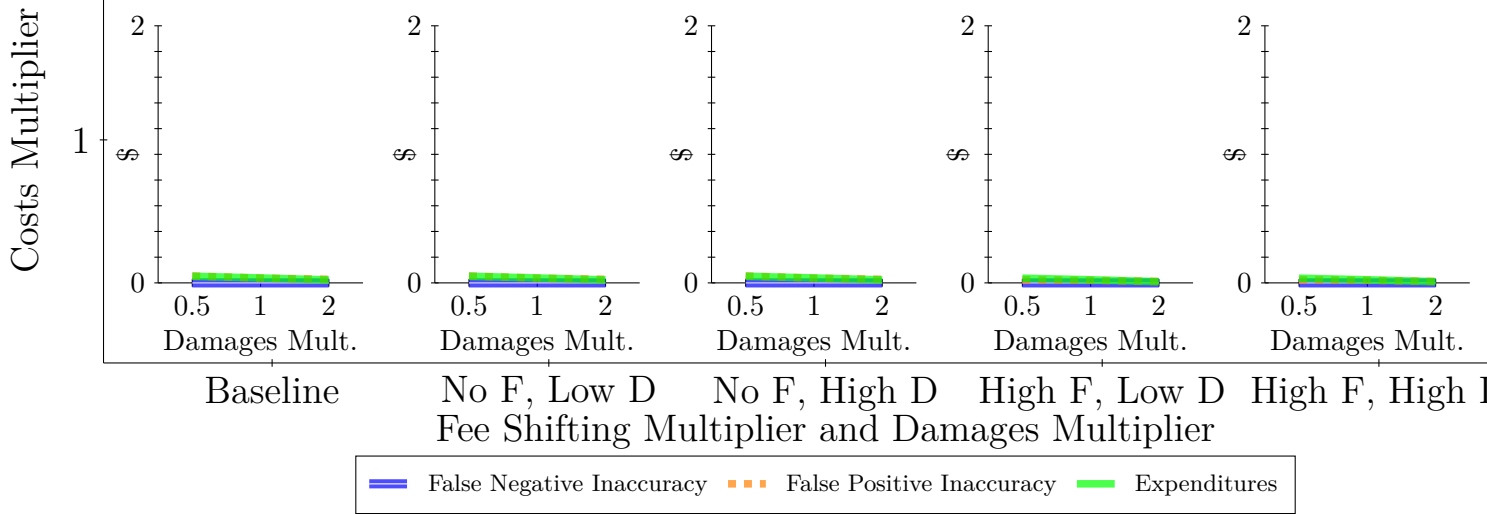 Costs Multiplier
1
2
0
$
0.5 1 2
Damages Mult.
2
0
$
0.5 1 2
Damages Mult.
2
0
$
0.5 1 2
Damages Mult.
2
0
$
0.5 1 2
Damages Mult.
2
0
$
0.5 1 2
Damages Mult.
Baseline
No F, Low D
No F, High D
High F, Low D
High F, High
Fee Shifting Multiplier and Damages Multiplier
False Negative Inaccuracy False Positive Inaccuracy Expenditures